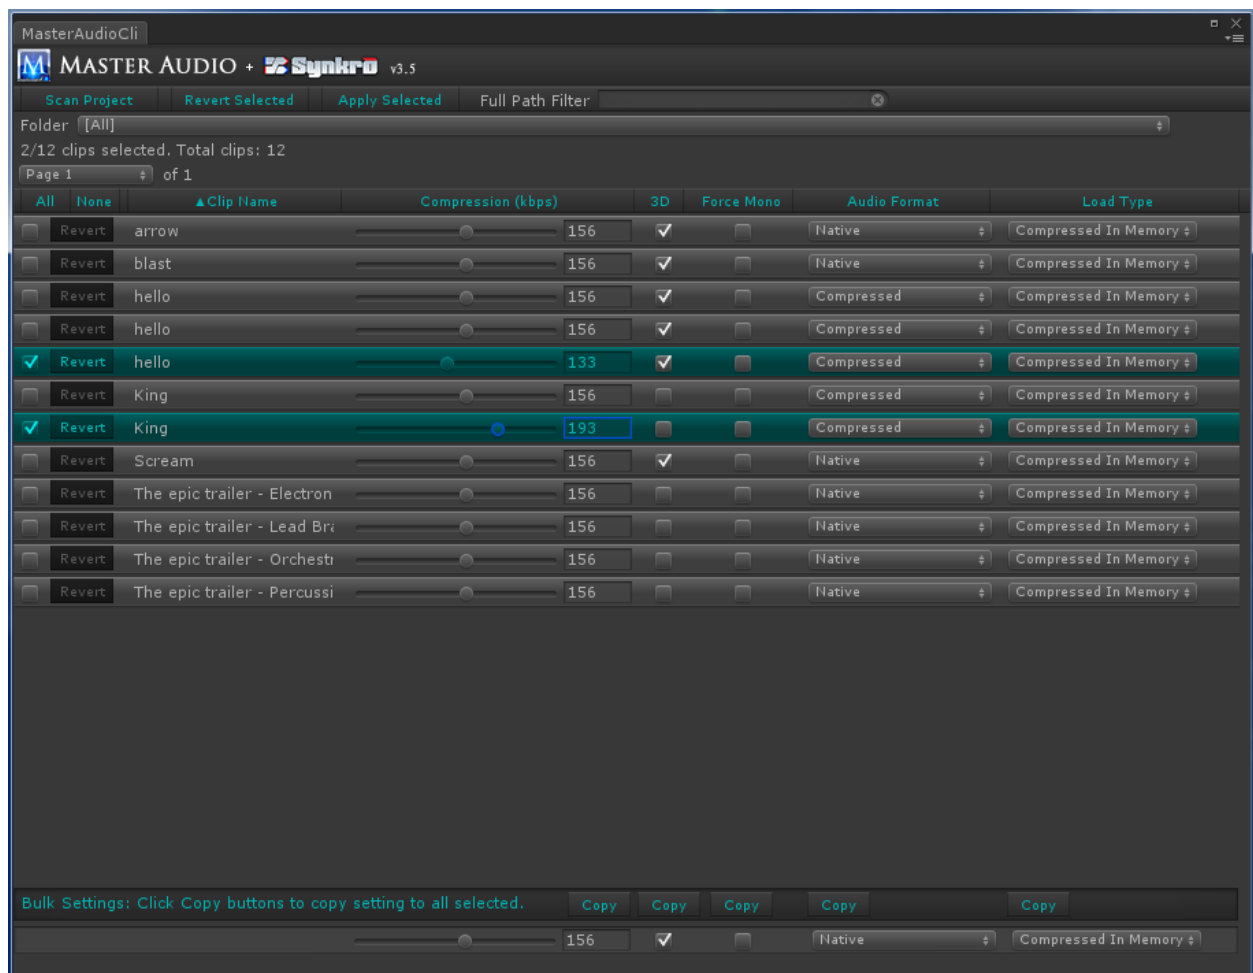 MasterAudioCli
M MASTER AUDIO + Synkro v3.5
Scan Project Revert Selected Apply Selected Full Path Filter
Folder [All]
2/12 clips selected. Total clips: 12
Page 1 of 1
All None ▲Clip Name Compression (kbps) 3D Force Mono Audio Format Load Type
Revert arrow 156 Native Compressed In Memory
Revert blast 156 Native Compressed In Memory
Revert hello 156 Compressed Compressed In Memory
Revert hello 156 Compressed Compressed In Memory
Revert hello 133 Compressed Compressed In Memory
Revert King 156 Compressed Compressed In Memory
Revert King 193 Compressed Compressed In Memory
Revert Scream 156 Native Compressed In Memory
Revert The epic trailer - Electron 156 Native Compressed In Memory
Revert The epic trailer - Lead Bra 156 Native Compressed In Memory
Revert The epic trailer - Orchestr 156 Native Compressed In Memory
Revert The epic trailer - Percussi 156 Native Compressed In Memory
Bulk Settings: Click Copy buttons to copy setting to all selected. Copy Copy Copy Copy Copy
156 Native Compressed In Memory